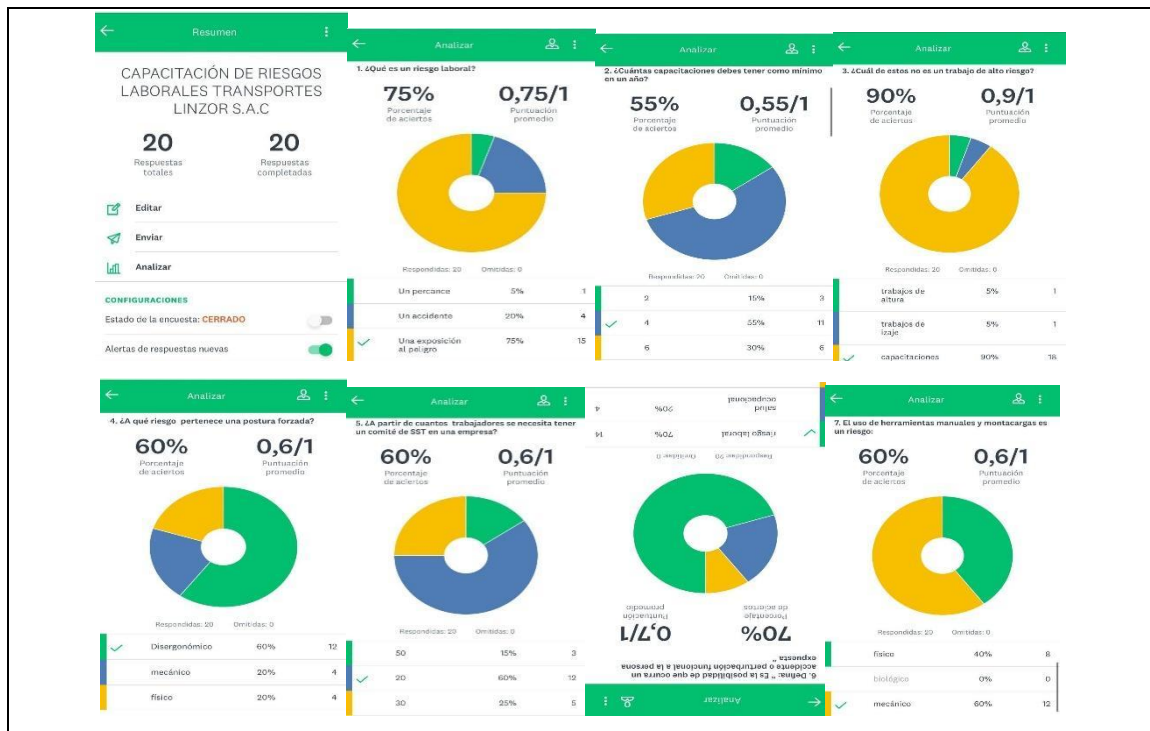 Resumen
CAPACITACIÓN DE RIESGOS
LABORALES TRANSPORTES
LINZOR S.A.C
20
Respuestas
totales
20
Respuestas
completadas
Editar
Enviar
Analizar
CONFIGURACIONES
Estado de la encuesta: CERRADO
Alertas de respuestas nuevas
Analizar
1. ¿Qué es un riesgo laboral?
75%
Porcentaje
de aciertos
0,75/1
Puntuación
promedio
Respondidas: 20 Omitidas: 0
Un percance 5% 1
Un accidente 20% 4
Una exposición
al peligro 75% 15
Analizar
2. ¿Cuántas capacitaciones debes tener como mínimo
en un año?
55%
Porcentaje
de aciertos
0,55/1
Puntuación
promedio
Respondidas: 20 Omitidas: 0
2 15% 3
4 55% 11
6 30% 6
Analizar
3. ¿Cuál de estos no es un trabajo de alto riesgo?
90%
Porcentaje
de aciertos
0,9/1
Puntuación
promedio
Respondidas: 20 Omitidas: 0
trabajos de
altura 5% 1
trabajos de
izaje 5% 1
capacitaciones 90% 18
Analizar
4. ¿A qué riesgo pertenece una postura forzada?
60%
Porcentaje
de aciertos
0,6/1
Puntuación
promedio
Respondidas: 20 Omitidas: 0
Disergonómico 60% 12
mecánico 20% 4
físico 20% 4
Analizar
5. ¿A partir de cuantos trabajadores se necesita tener
un comité de SST en una empresa?
60%
Porcentaje
de aciertos
0,6/1
Puntuación
promedio
Respondidas: 20 Omitidas: 0
50 15% 3
20 60% 12
30 25% 5
Analizar
6. Defina: " Es la posibilidad de que ocurra un
accidente o perturbación funcional a la persona
expuesta "
70%
Porcentaje
de aciertos
0,7/1
Puntuación
promedio
Respondidas: 20 Omitidas: 0
riesgo laboral 70% 14
salud
ocupacional 20% 4
Analizar
7. El uso de herramientas manuales y montacargas es
un riesgo:
60%
Porcentaje
de aciertos
0,6/1
Puntuación
promedio
Respondidas: 20 Omitidas: 0
físico 40% 8
biológico 0% 0
mecánico 60% 12